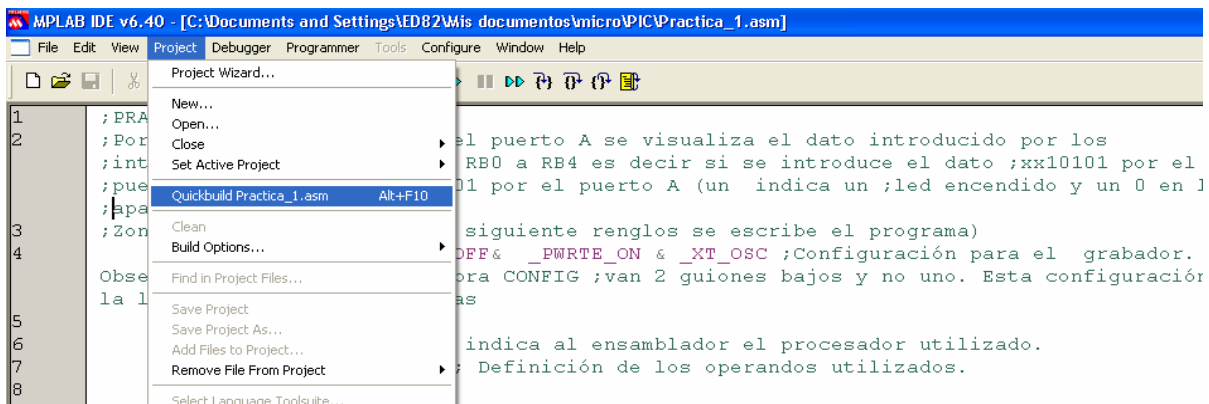 MPLAB IDE v6.40 - [C:\Documents and Settings\ED82\Mis documentos\micro\PIC\Practica_1.asm]
File Edit View Project Debugger Programmer Tools Configure Window Help
Project Wizard...
New...
Open...
Close
Set Active Project
Quickbuild Practica_1.asm Alt+F10
Clean
Build Options...
Find in Project Files...
Save Project
Save Project As...
Add Files to Project...
Remove File From Project
Select Language Toolsuite...
1 ;PRA
2 ;Por el puerto A se visualiza el dato introducido por los
;int RB0 a RB4 es decir si se introduce el dato ;xx10101 por el
;pue 01 por el puerto A (un indica un ;led encendido y un 0 en
;apa
3 ;Zon siguiente renglos se escribe el programa)
4 OFF& _PWRTE_ON & _XT_OSC ;Configuración para el grabador.
Obse ora CONFIG ;van 2 guiones bajos y no uno. Esta configuración
la l as
5
6 indica al ensamblador el procesador utilizado.
7 ; Definición de los operandos utilizados.
8